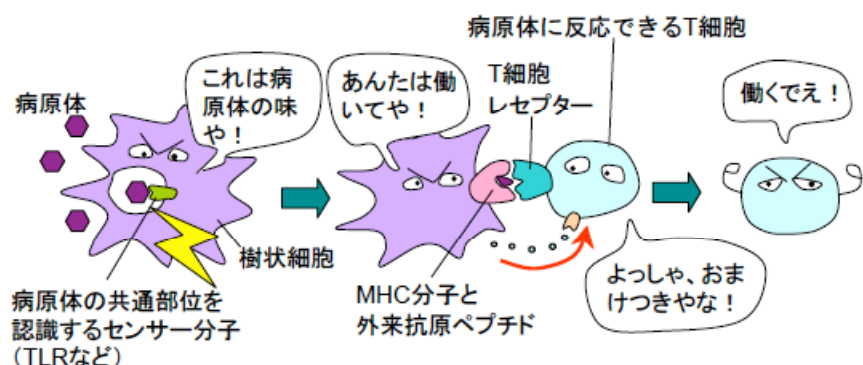 病原体
これは病
原体の味
や！
樹状細胞
病原体の共通部位を
認識するセンサー分子
（TLRなど）
あんたは働
いてや！
MHC分子と
外来抗原ペプチド
病原体に反応できるT細胞
T細胞
レセプター
よっしゃ、おま
けつきやな！
働くでえ！